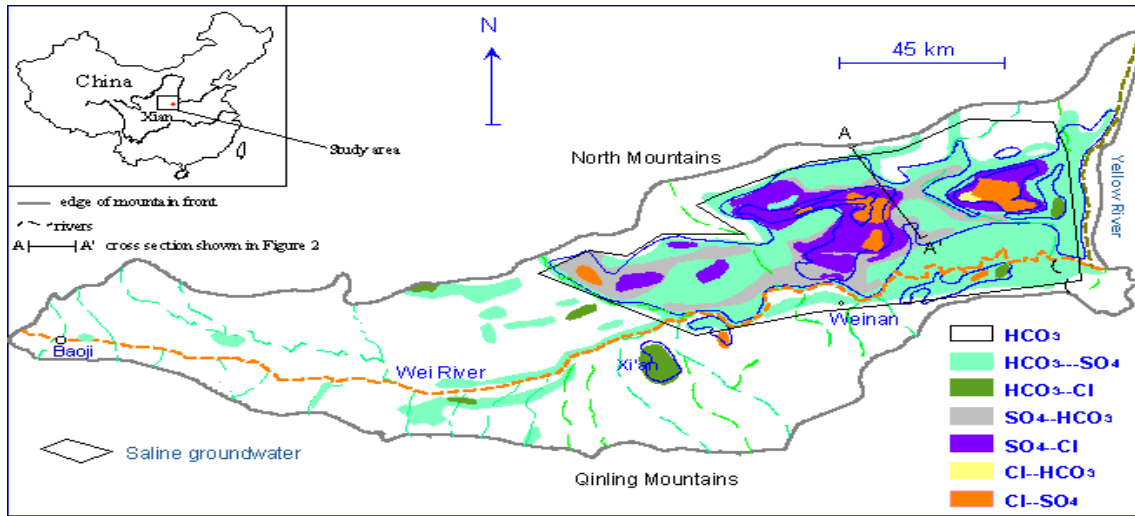 China
Xian
Study area
edge of mountain front
rivers
A A' cross section shown in Figure 2
N
45 km
North Mountains
A
A'
Yellow River
Weinan
Baoji
Wei River
Xi'an
Saline groundwater
Qinling Mountains
HCO₃
HCO₃---SO₄
HCO₃--Cl
SO₄--HCO₃
SO₄--Cl
Cl--HCO₃
Cl--SO₄